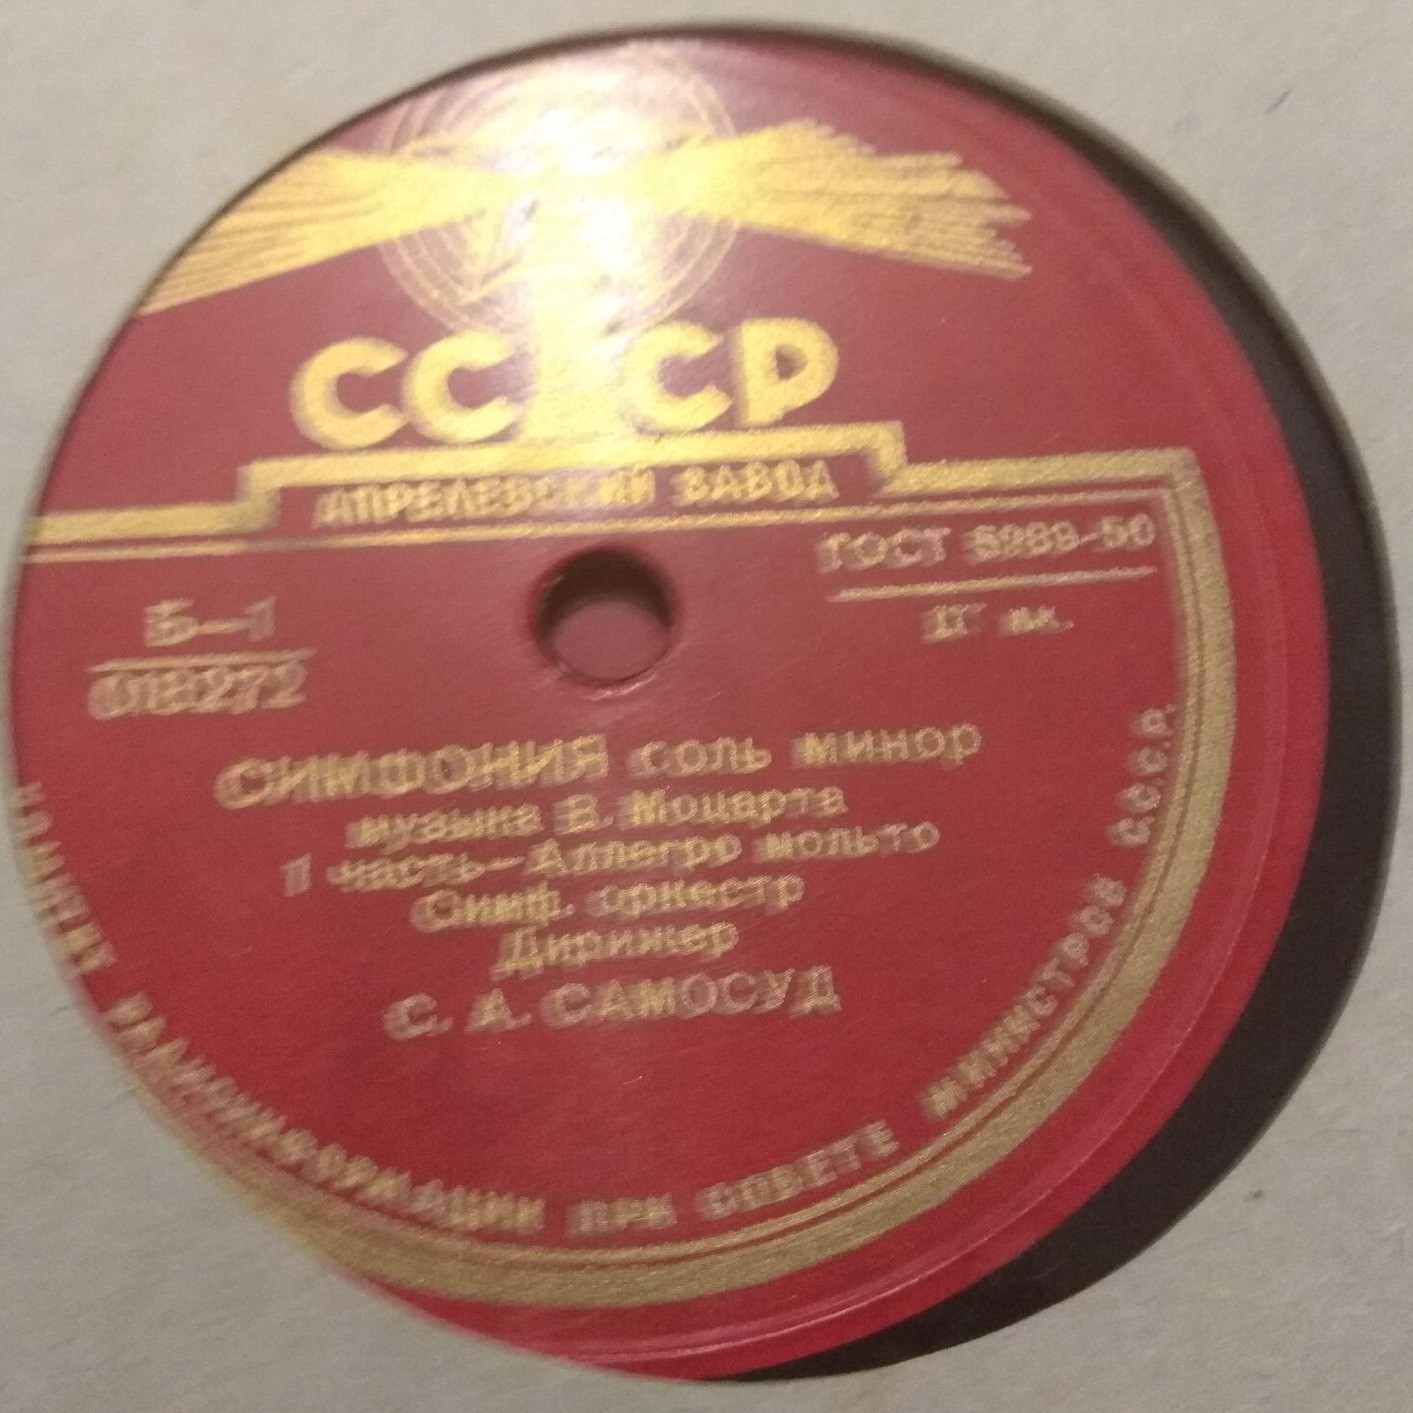 СССР
АПРЕЛЕВСКИЙ ЗАВОД
ГОСТ 5289-50
Б-1
018272
СИМФОНИЯ соль минор
музыка В. Моцарта
1 часть-Аллегро мольто
Симф. оркестр
Дирижер
С. А. САМОСУД
РАДИОИНФОРМАЦИИ ПРИ СОВЕТЕ МИНИСТРОВ С.С.С.Р.